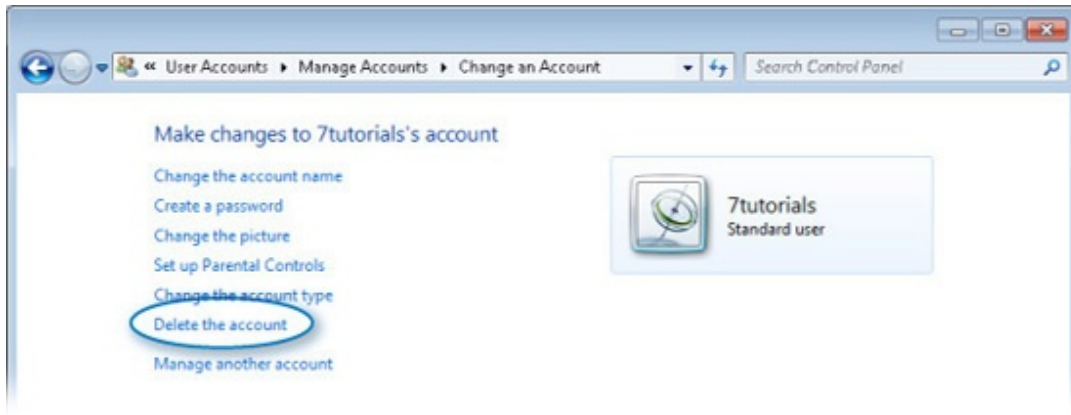 « User Accounts ▸ Manage Accounts ▸ Change an Account
Search Control Panel
Make changes to 7tutorials's account
Change the account name
Create a password
Change the picture
Set up Parental Controls
Change the account type
Delete the account
Manage another account
7tutorials
Standard user